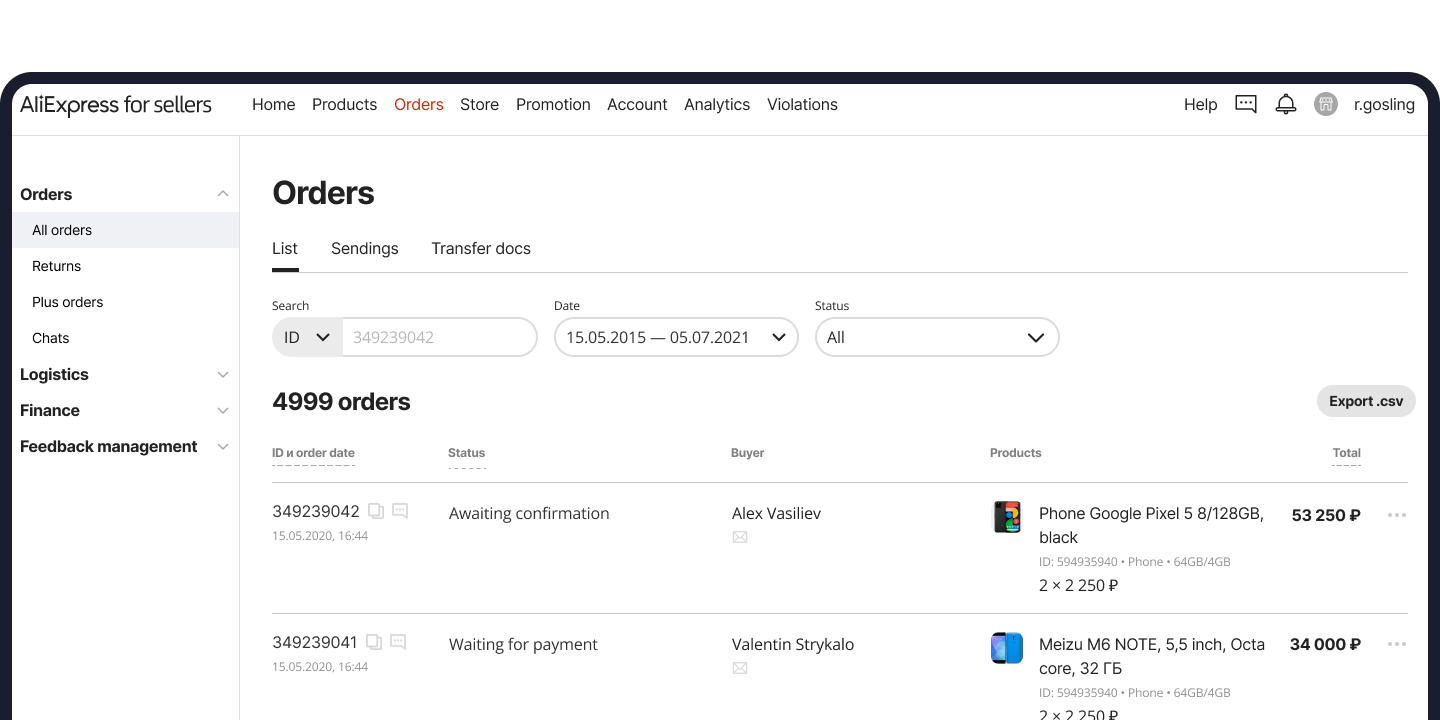 AliExpress for sellers Home Products Orders Store Promotion Account Analytics Violations Help r.gosling
Orders
All orders
Returns
Plus orders
Chats
Logistics
Finance
Feedback management
Orders
List Sendings Transfer docs
Search Date Status
ID 349239042 15.05.2015 — 05.07.2021 All
4999 orders Export .csv
ID и order date Status Buyer Products Total
349239042 Awaiting confirmation Alex Vasiliev Phone Google Pixel 5 8/128GB, 53 250 ₽
15.05.2020, 16:44 black
ID: 594935940 • Phone • 64GB/4GB
2 × 2 250 ₽
349239041 Waiting for payment Valentin Strykalo Meizu M6 NOTE, 5,5 inch, Octa 34 000 ₽
15.05.2020, 16:44 core, 32 ГБ
ID: 594935940 • Phone • 64GB/4GB
2 × 2 250 ₽